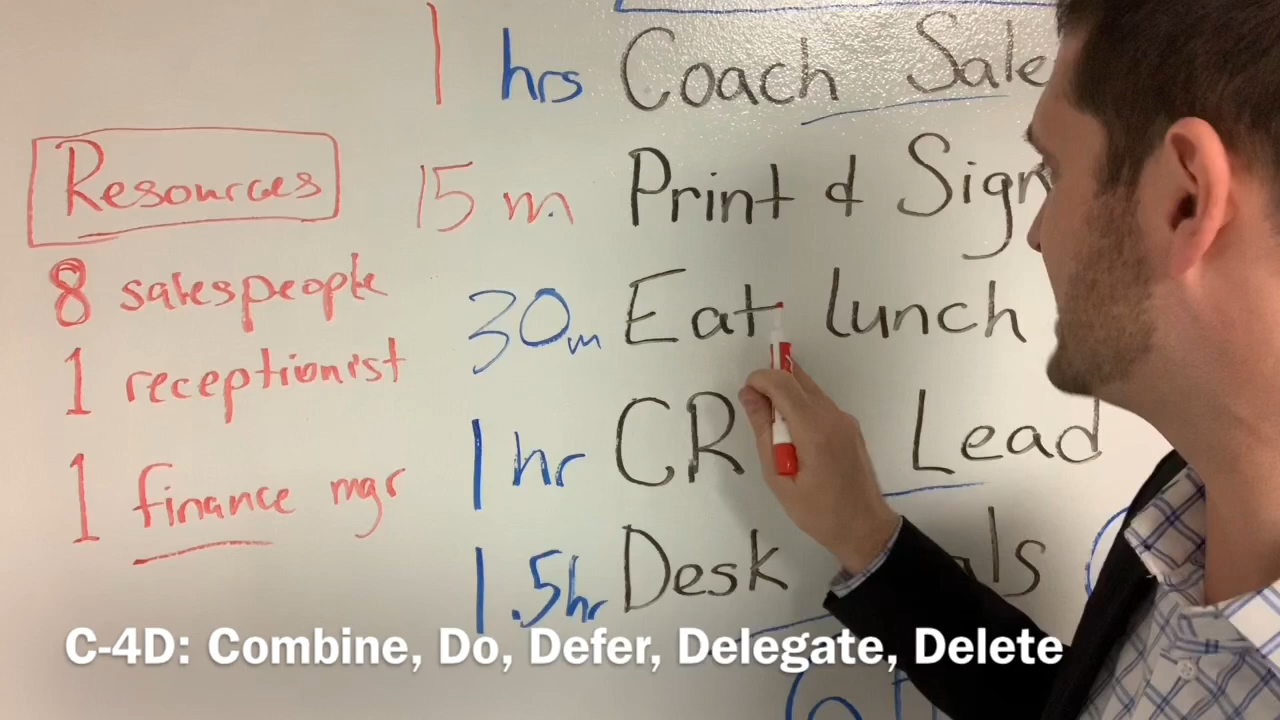 1 hrs Coach Sale
15 m Print & Sign
30m Eat lunch
1 hr CR Lead
1.5hr Desk als
Resources
8 salespeople
1 receptionist
1 finance mgr
C-4D: Combine, Do, Defer, Delegate, Delete